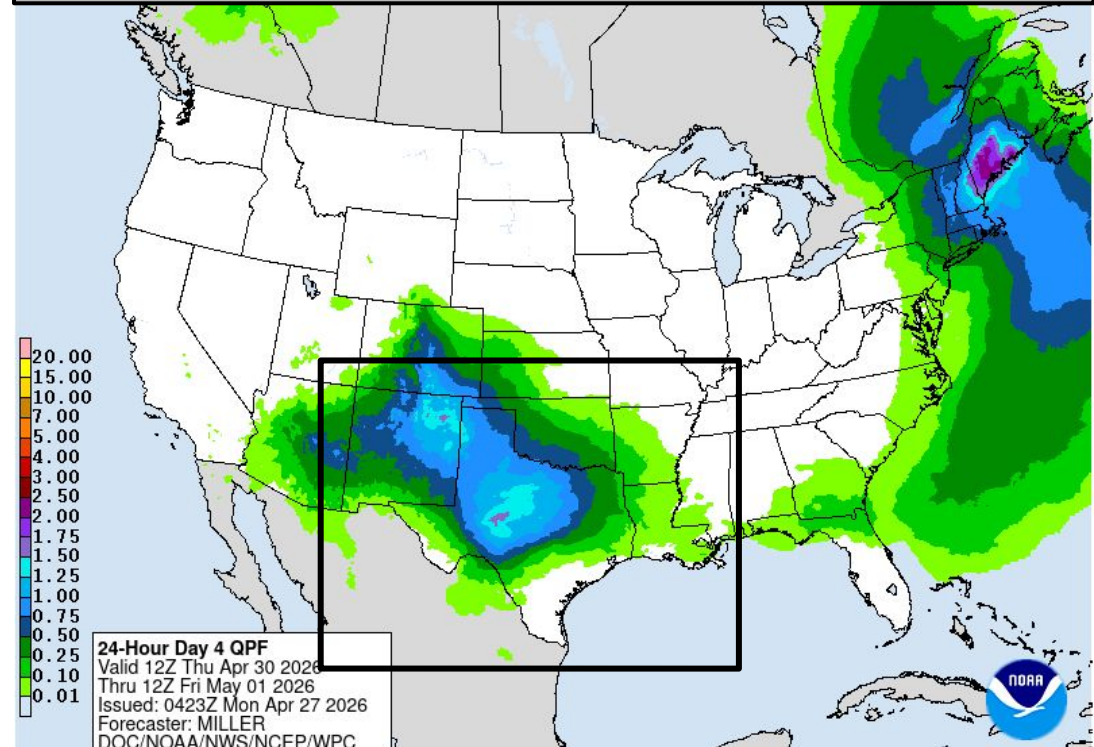 20.00
15.00
10.00
7.00
5.00
4.00
3.00
2.50
2.00
1.75
1.50
1.25
1.00
0.75
0.50
0.25
0.10
0.01
24-Hour Day 4 QPF
Valid 12Z Thu Apr 30 2026
Thru 12Z Fri May 01 2026
Issued: 0423Z Mon Apr 27 2026
Forecaster: MILLER
DOC/NOAA/NWS/NCEP/WPC
NOAA